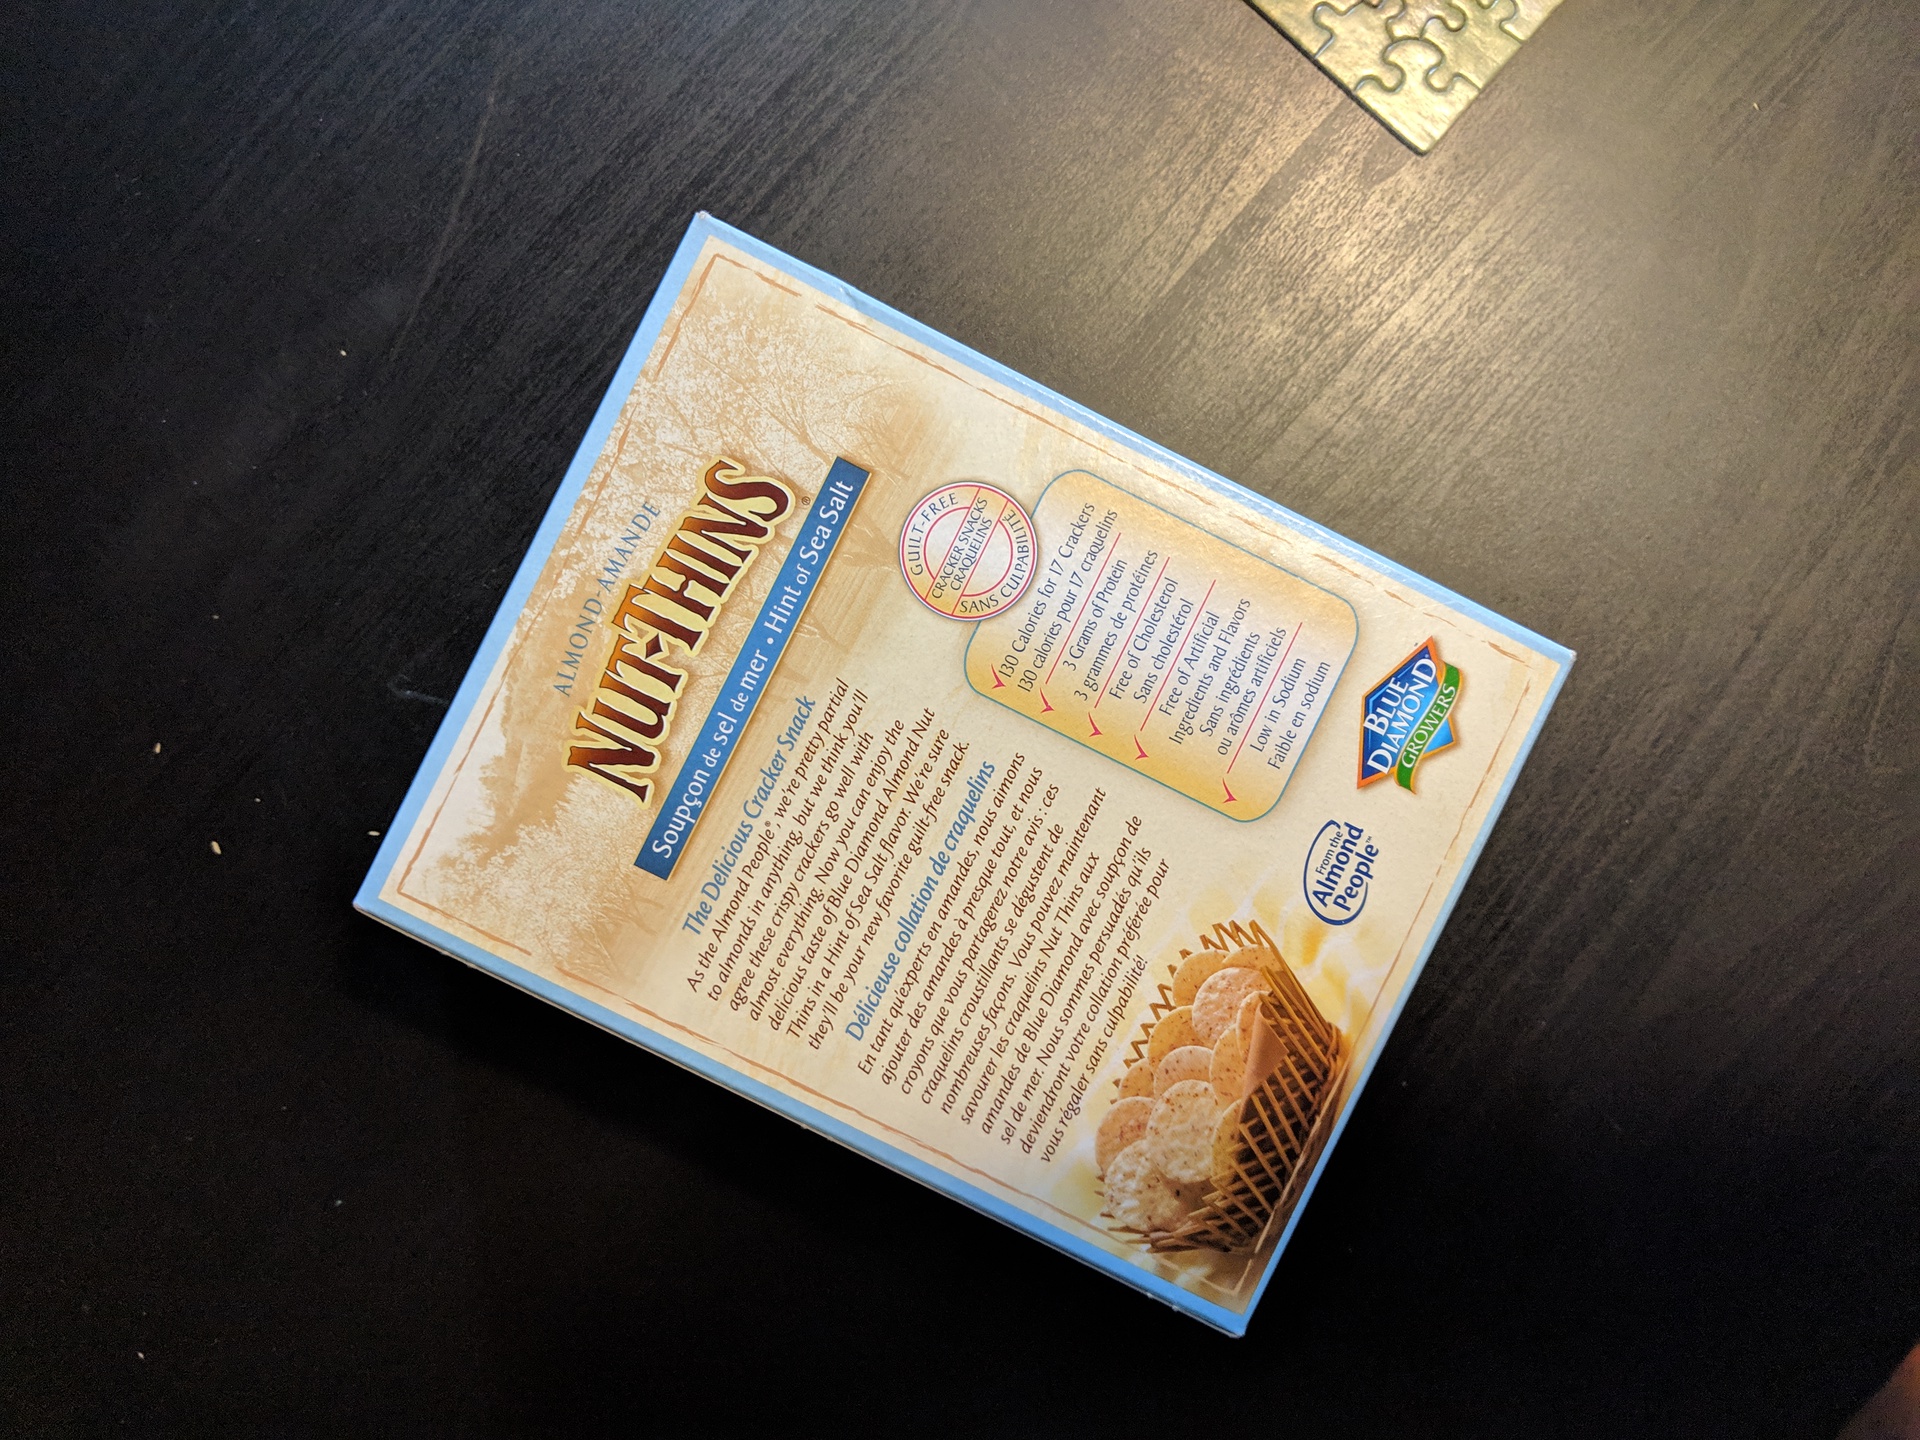 ALMOND-AMANDE
NUT-THINS®
Soupçon de sel de mer • Hint of Sea Salt
The Delicious Cracker Snack
As the Almond People®, we're pretty partial
to almonds in anything, but we think you'll
agree these crispy crackers go well with
almost everything. Now you can enjoy the
delicious taste of Blue Diamond Almond Nut
Thins in a Hint of Sea Salt flavor. We're sure
they'll be your new favorite guilt-free snack.
Délicieuse collation de craquelins
En tant qu'experts en amandes, nous aimons
ajouter des amandes à presque tout, et nous
croyons que vous partagerez notre avis : ces
craquelins croustillants se dégustent de
nombreuses façons. Vous pouvez maintenant
savourer les craquelins Nut Thins aux
amandes de Blue Diamond avec soupçon de
sel de mer. Nous sommes persuadés qu'ils
deviendront votre collation préférée pour
vous régaler sans culpabilité!
GUILT-FREE
CRACKER SNACKS
CRAQUELINS
SANS CULPABILITÉ
130 Calories for 17 Crackers
130 calories pour 17 craquelins
3 Grams of Protein
3 grammes de protéines
Free of Cholesterol
Sans cholestérol
Free of Artificial
Ingredients and Flavors
Sans ingrédients
ou arômes artificiels
Low in Sodium
Faible en sodium
From the
Almond
People™
BLUE
DIAMOND®
GROWERS